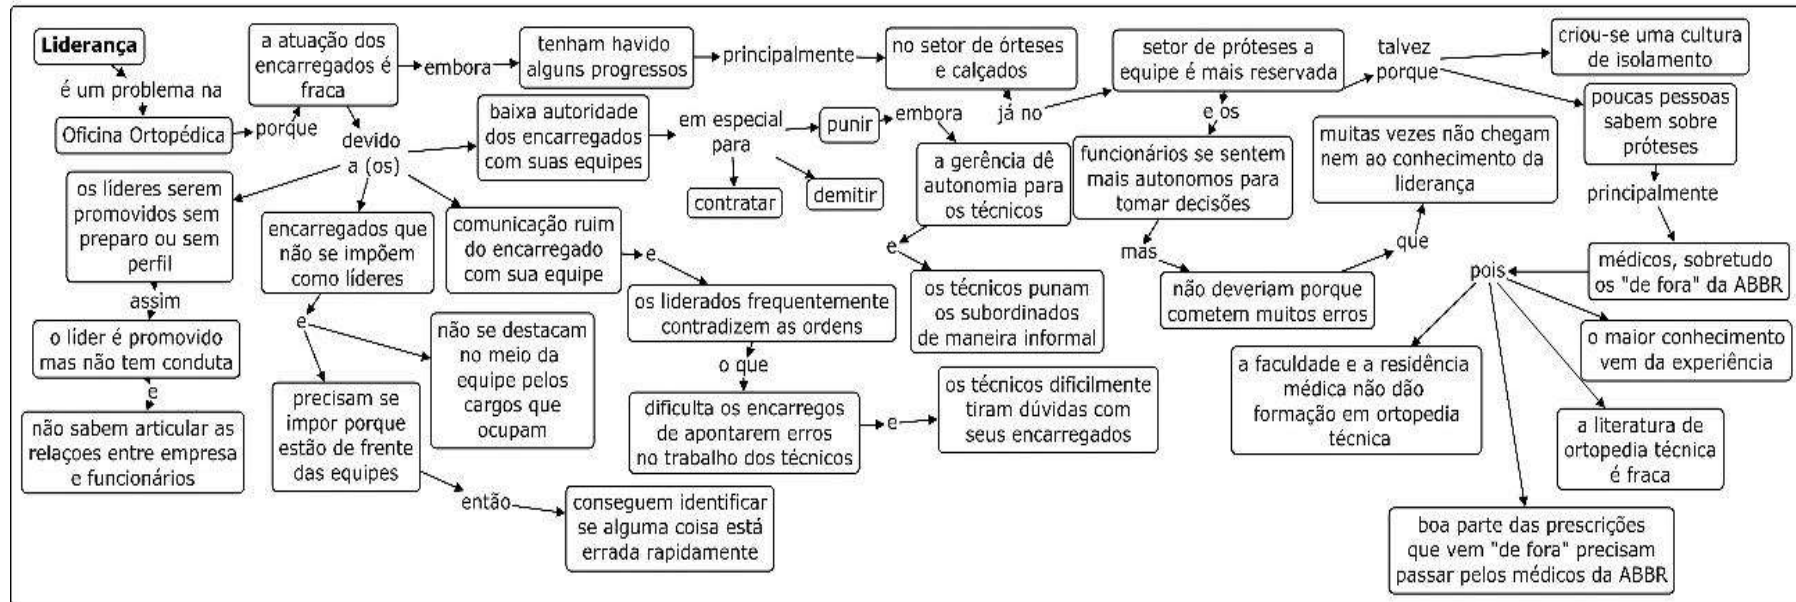 Liderança
é um problema na
Oficina Ortopédica
porque
a atuação dos
encarregados é
fraca
embora
tenham havido
alguns progressos
principalmente
no setor de órteses
e calçados
já no
setor de próteses a
equipe é mais reservada
talvez
porque
criou-se uma cultura
de isolamento
poucas pessoas
sabem sobre
próteses
principalmente
médicos, sobretudo
os "de fora" da ABBR
pois
o maior conhecimento
vem da experiência
a literatura de
ortopedia técnica
é fraca
boa parte das prescrições
que vem "de fora" precisam
passar pelos médicos da ABBR
a faculdade e a residência
médica não dão
formação em ortopedia
técnica
e os
funcionários se sentem
mais autonomos para
tomar decisões
mas
não deveriam porque
cometem muitos erros
que
muitas vezes não chegam
nem ao conhecimento da
liderança
devido
a (os)
baixa autoridade
dos encarregados
com suas equipes
em especial
para
punir
contratar
demitir
embora
a gerência dê
autonomia para
os técnicos
e
os técnicos punam
os subordinados
de maneira informal
comunicação ruim
do encarregado
com sua equipe
e
os liderados frequentemente
contradizem as ordens
o que
dificulta os encarregos
de apontarem erros
no trabalho dos técnicos
e
os técnicos dificilmente
tiram dúvidas com
seus encarregados
encarregados que
não se impõem
como líderes
e
não se destacam
no meio da
equipe pelos
cargos que
ocupam
precisam se
impor porque
estão de frente
das equipes
então
conseguem identificar
se alguma coisa está
errada rapidamente
os líderes serem
promovidos sem
preparo ou sem
perfil
assim
o líder é promovido
mas não tem conduta
e
não sabem articular as
relaçoes entre empresa
e funcionários